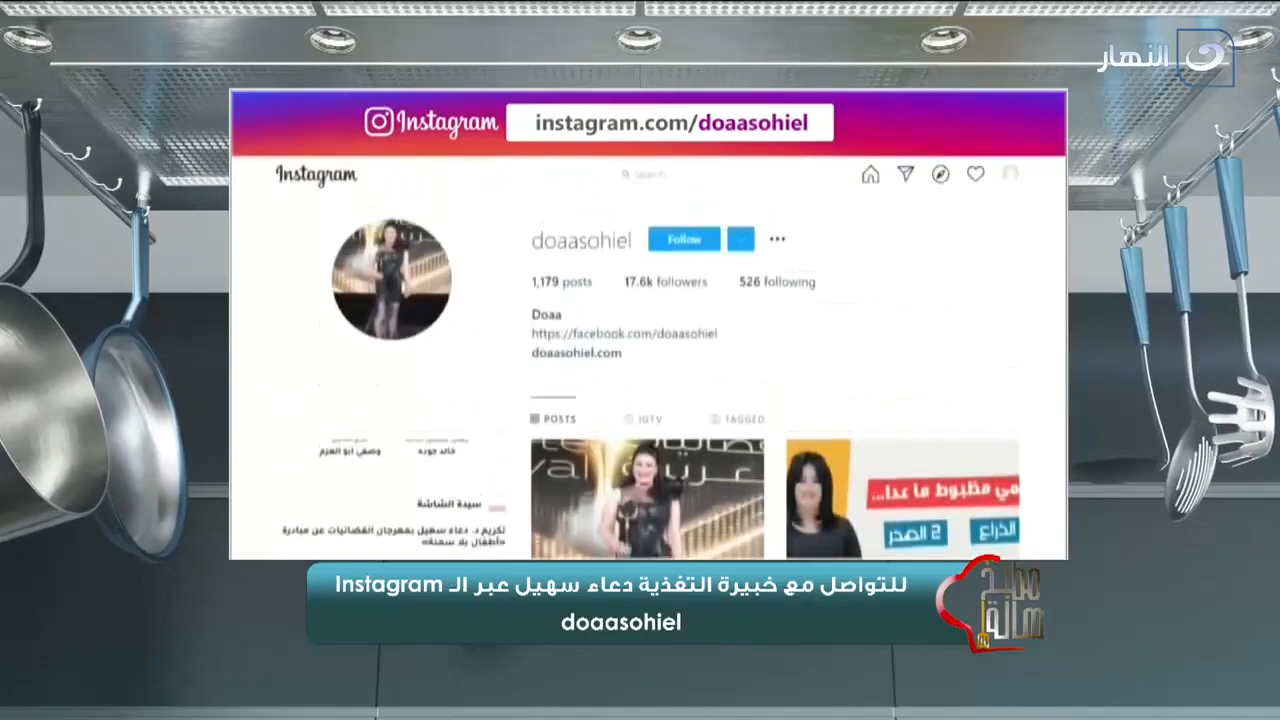 النهار
Instagram
instagram.com/doaasohiel
Instagram
Search
doaasohiel
Follow
1,179 posts 17.6k followers 526 following
Doaa
https://facebook.com/doaasohiel
doaasohiel.com
POSTS IGTV TAGGED
خالد جوده
وصفي ابو العزم
سيدة الشاشة
تكريم د. دعاء سهيل بمهرجان الفضائيات عن مبادرة
«أطفال بلا سمنة»
مي مظبوط ما عدا...
الذراع
2 الصدر
للتواصل مع خبيرة التغذية دعاء سهيل عبر الـ Instagram
doaasohiel
مطبخ
هالة